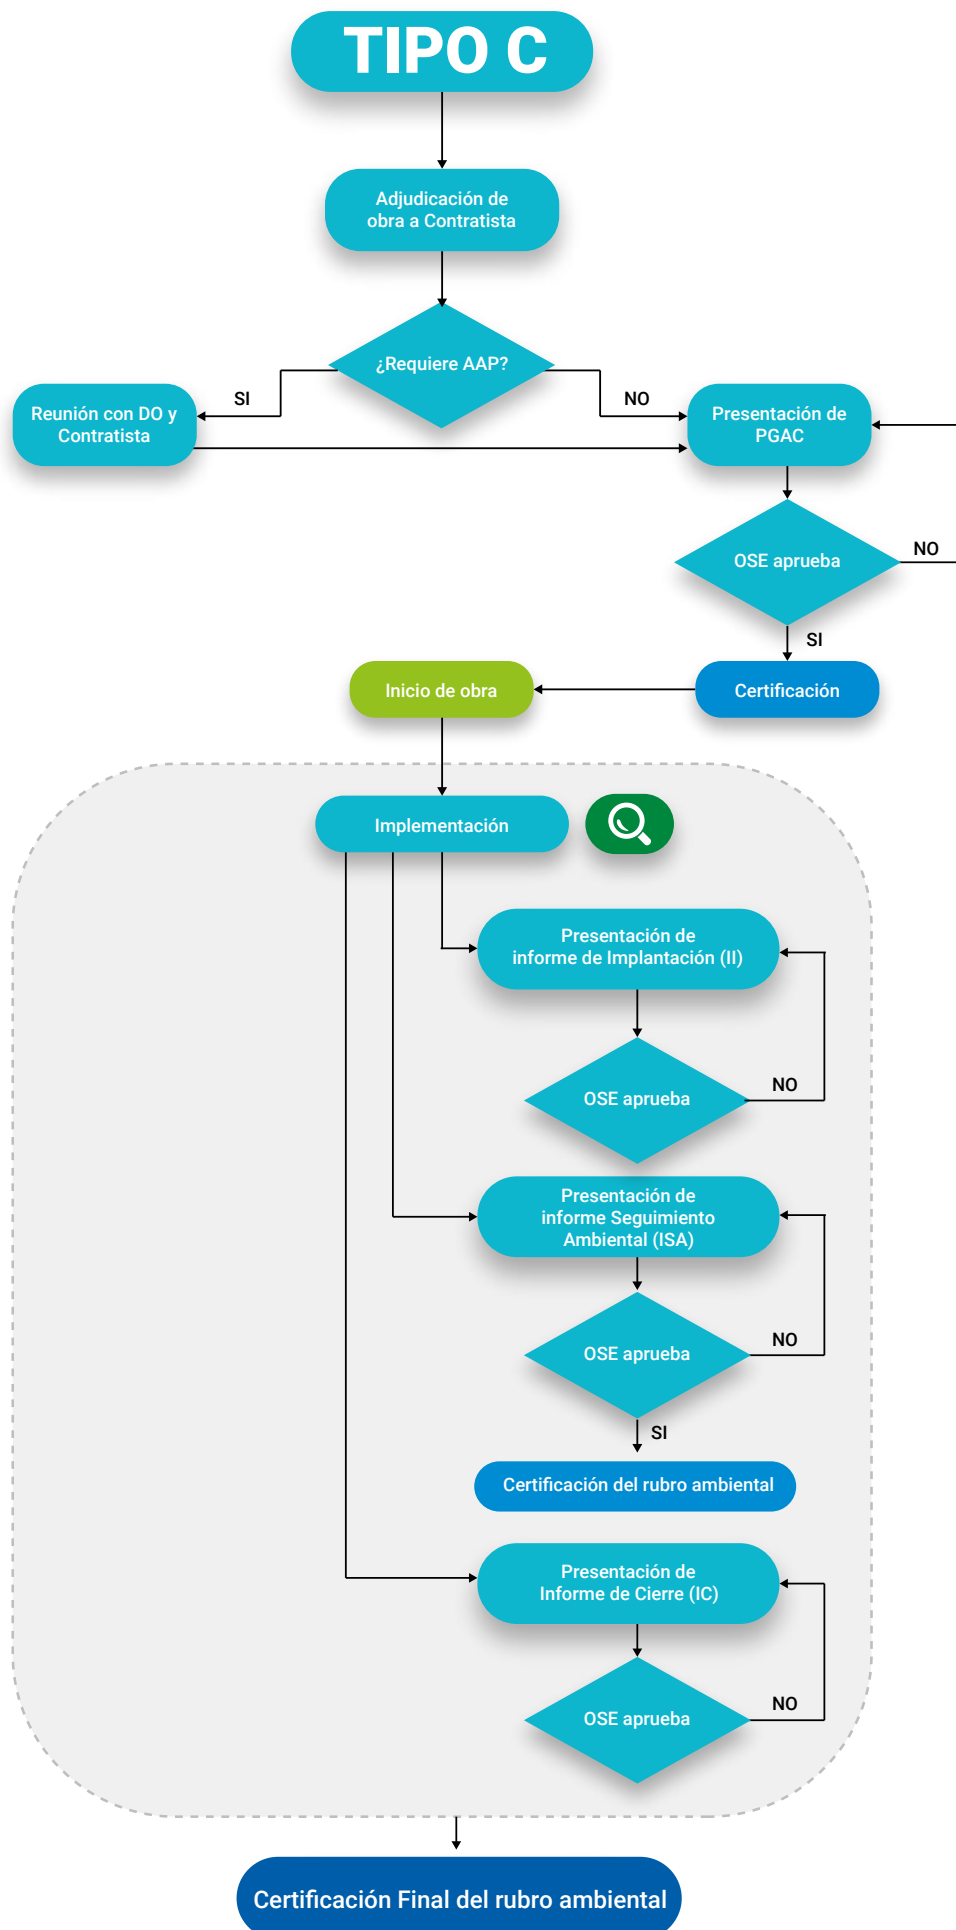 TIPO C
Adjudicación de
obra a Contratista
¿Requiere AAP?
SI
NO
Reunión con DO y
Contratista
Presentación de
PGAC
OSE aprueba
NO
SI
Inicio de obra
Certificación
Implementación
Presentación de
informe de Implantación (II)
OSE aprueba
NO
Presentación de
informe Seguimiento
Ambiental (ISA)
OSE aprueba
NO
SI
Certificación del rubro ambiental
Presentación de
Informe de Cierre (IC)
OSE aprueba
NO
Certificación Final del rubro ambiental